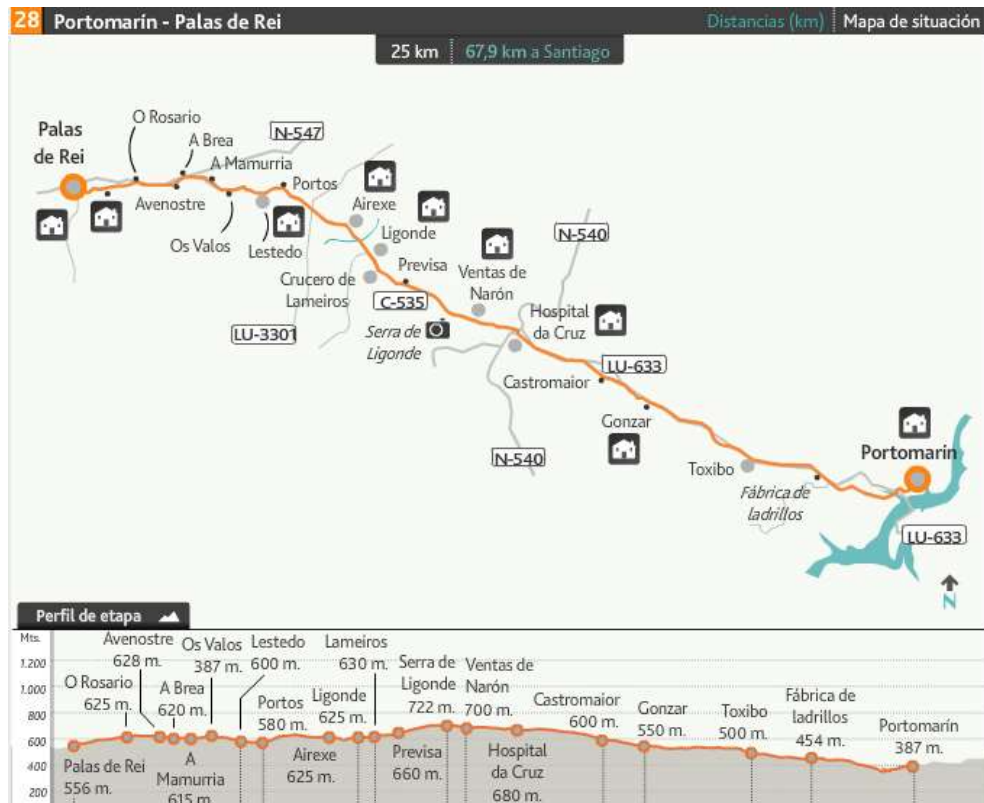 28 Portomarín - Palas de Rei
Distancias (km) Mapa de situación
25 km 67,9 km a Santiago
Palas
de Rei
O Rosario
A Brea
N-547
A Mamurria
Portos
Avenostre
Os Valos
Lestedo
Airexe
Ligonde
Crucero de
Lameiros
Previsa
C-535
LU-3301
Serra de
Ligonde
Ventas de
Narón
N-540
Hospital
da Cruz
LU-633
Castromaior
Gonzar
N-540
Toxibo
Portomarín
Fábrica de
ladrillos
LU-633
N
Perfil de etapa
Mts.
1.200
1.000
800
600
400
200
Palas de Rei
556 m.
O Rosario
625 m.
Avenostre
628 m.
A Brea
620 m.
A
Mamurria
615 m.
Os Valos
387 m.
Lestedo
600 m.
Portos
580 m.
Airexe
625 m.
Ligonde
625 m.
Lameiros
630 m.
Previsa
660 m.
Serra de
Ligonde
722 m.
Ventas de
Narón
700 m.
Hospital
da Cruz
680 m.
Castromaior
600 m.
Gonzar
550 m.
Toxibo
500 m.
Fábrica de
ladrillos
454 m.
Portomarín
387 m.